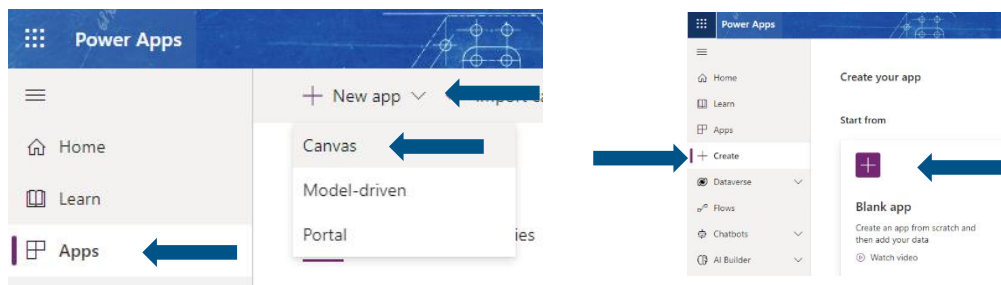 Power Apps
New app
Canvas
Home
Model-driven
Learn
Portal
ies
Apps
Power Apps
Home
Create your app
Learn
Start from
Apps
Create
Dataverse
Flows
Blank app
Create an app from scratch and
then add your data
Chatbots
Watch video
AI Builder